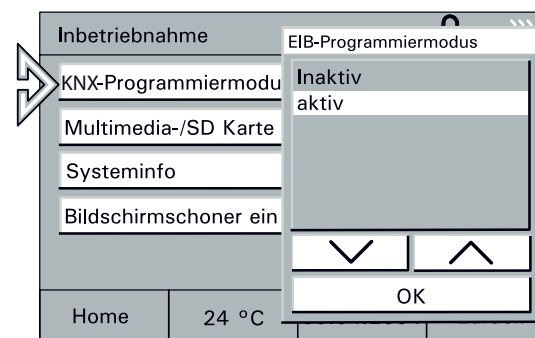 Inbetriebnahme
EIB-Programmiermodus
KNX-Programmiermodu
Inaktiv
aktiv
Multimedia-/SD Karte
Systeminfo
Bildschirmschoner ein
OK
Home
24 °C